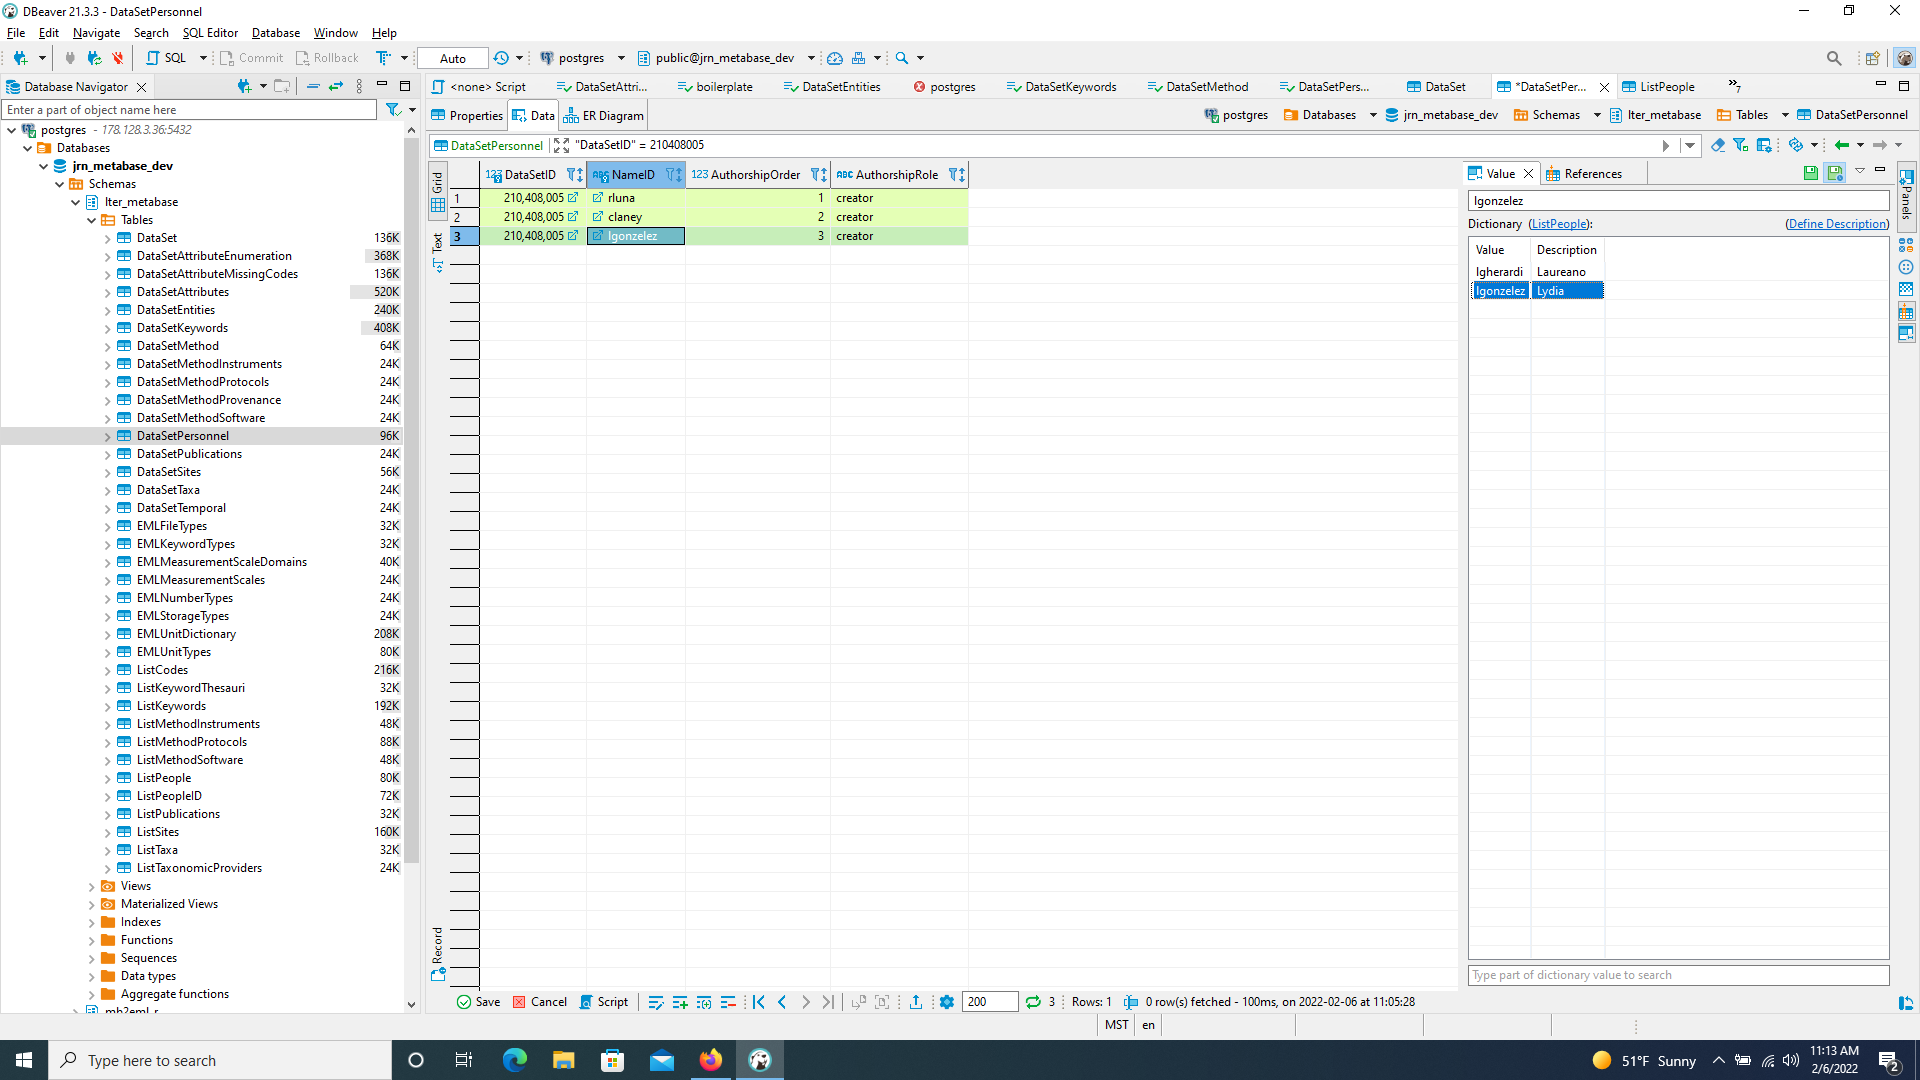 DBeaver 21.3.3 - DataSetPersonnel
File Edit Navigate Search SQL Editor Database Window Help
SQL Commit Rollback Auto postgres public@jrn_metabase_dev
Database Navigator
<none> Script DataSetAttri... boilerplate DataSetEntities postgres DataSetKeywords DataSetMethod DataSetPers... DataSet *DataSetPer... ListPeople »7
Enter a part of object name here
Properties Data ER Diagram
postgres Databases jrn_metabase_dev Schemas lter_metabase Tables DataSetPersonnel
DataSetPersonnel "DataSetID" = 210408005
postgres - 178.128.3.36:5432
Databases
jrn_metabase_dev
Schemas
lter_metabase
Tables
DataSet 136K
DataSetAttributeEnumeration 368K
DataSetAttributeMissingCodes 136K
DataSetAttributes 520K
DataSetEntities 240K
DataSetKeywords 408K
DataSetMethod 64K
DataSetMethodInstruments 24K
DataSetMethodProtocols 24K
DataSetMethodProvenance 24K
DataSetMethodSoftware 24K
DataSetPersonnel 96K
DataSetPublications 24K
DataSetSites 56K
DataSetTaxa 24K
DataSetTemporal 24K
EMLFileTypes 32K
EMLKeywordTypes 32K
EMLMeasurementScaleDomains 40K
EMLMeasurementScales 24K
EMLNumberTypes 24K
EMLStorageTypes 24K
EMLUnitDictionary 208K
EMLUnitTypes 80K
ListCodes 216K
ListKeywordThesauri 32K
ListKeywords 192K
ListMethodInstruments 48K
ListMethodProtocols 88K
ListMethodSoftware 48K
ListPeople 80K
ListPeopleID 72K
ListPublications 32K
ListSites 160K
ListTaxa 32K
ListTaxonomicProviders 24K
Views
Materialized Views
Indexes
Functions
Sequences
Data types
Aggregate functions
mb2eml_r
Grid
Text
Record
123 DataSetID ABC NameID 123 AuthorshipOrder ABC AuthorshipRole
1 210,408,005 rluna 1 creator
2 210,408,005 claney 2 creator
3 210,408,005 lgonzelez 3 creator
Value References
lgonzelez
Dictionary (ListPeople): (Define Description)
Value Description
lgherardi Laureano
lgonzelez Lydia
Type part of dictionary value to search
Panels
Save Cancel Script 200 3 Rows: 1 0 row(s) fetched - 100ms, on 2022-02-06 at 11:05:28
MST en
Type here to search
51°F Sunny
11:13 AM
2/6/2022
2